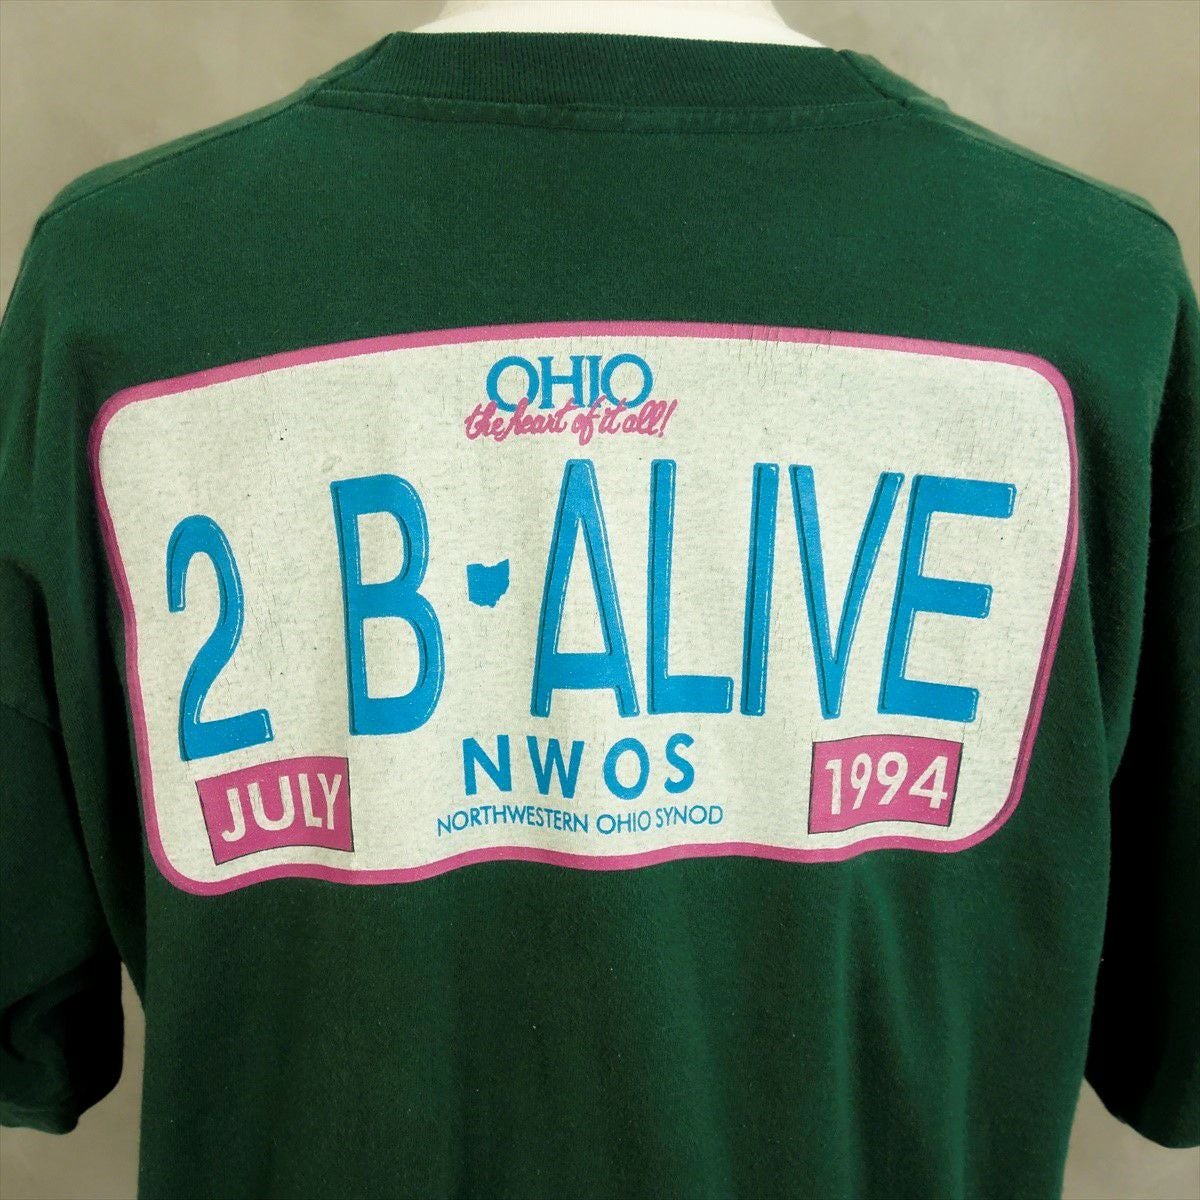 OHIO
the heart of it all!
2 B-ALIVE
NWOS
NORTHWESTERN OHIO SYNOD
JULY
1994